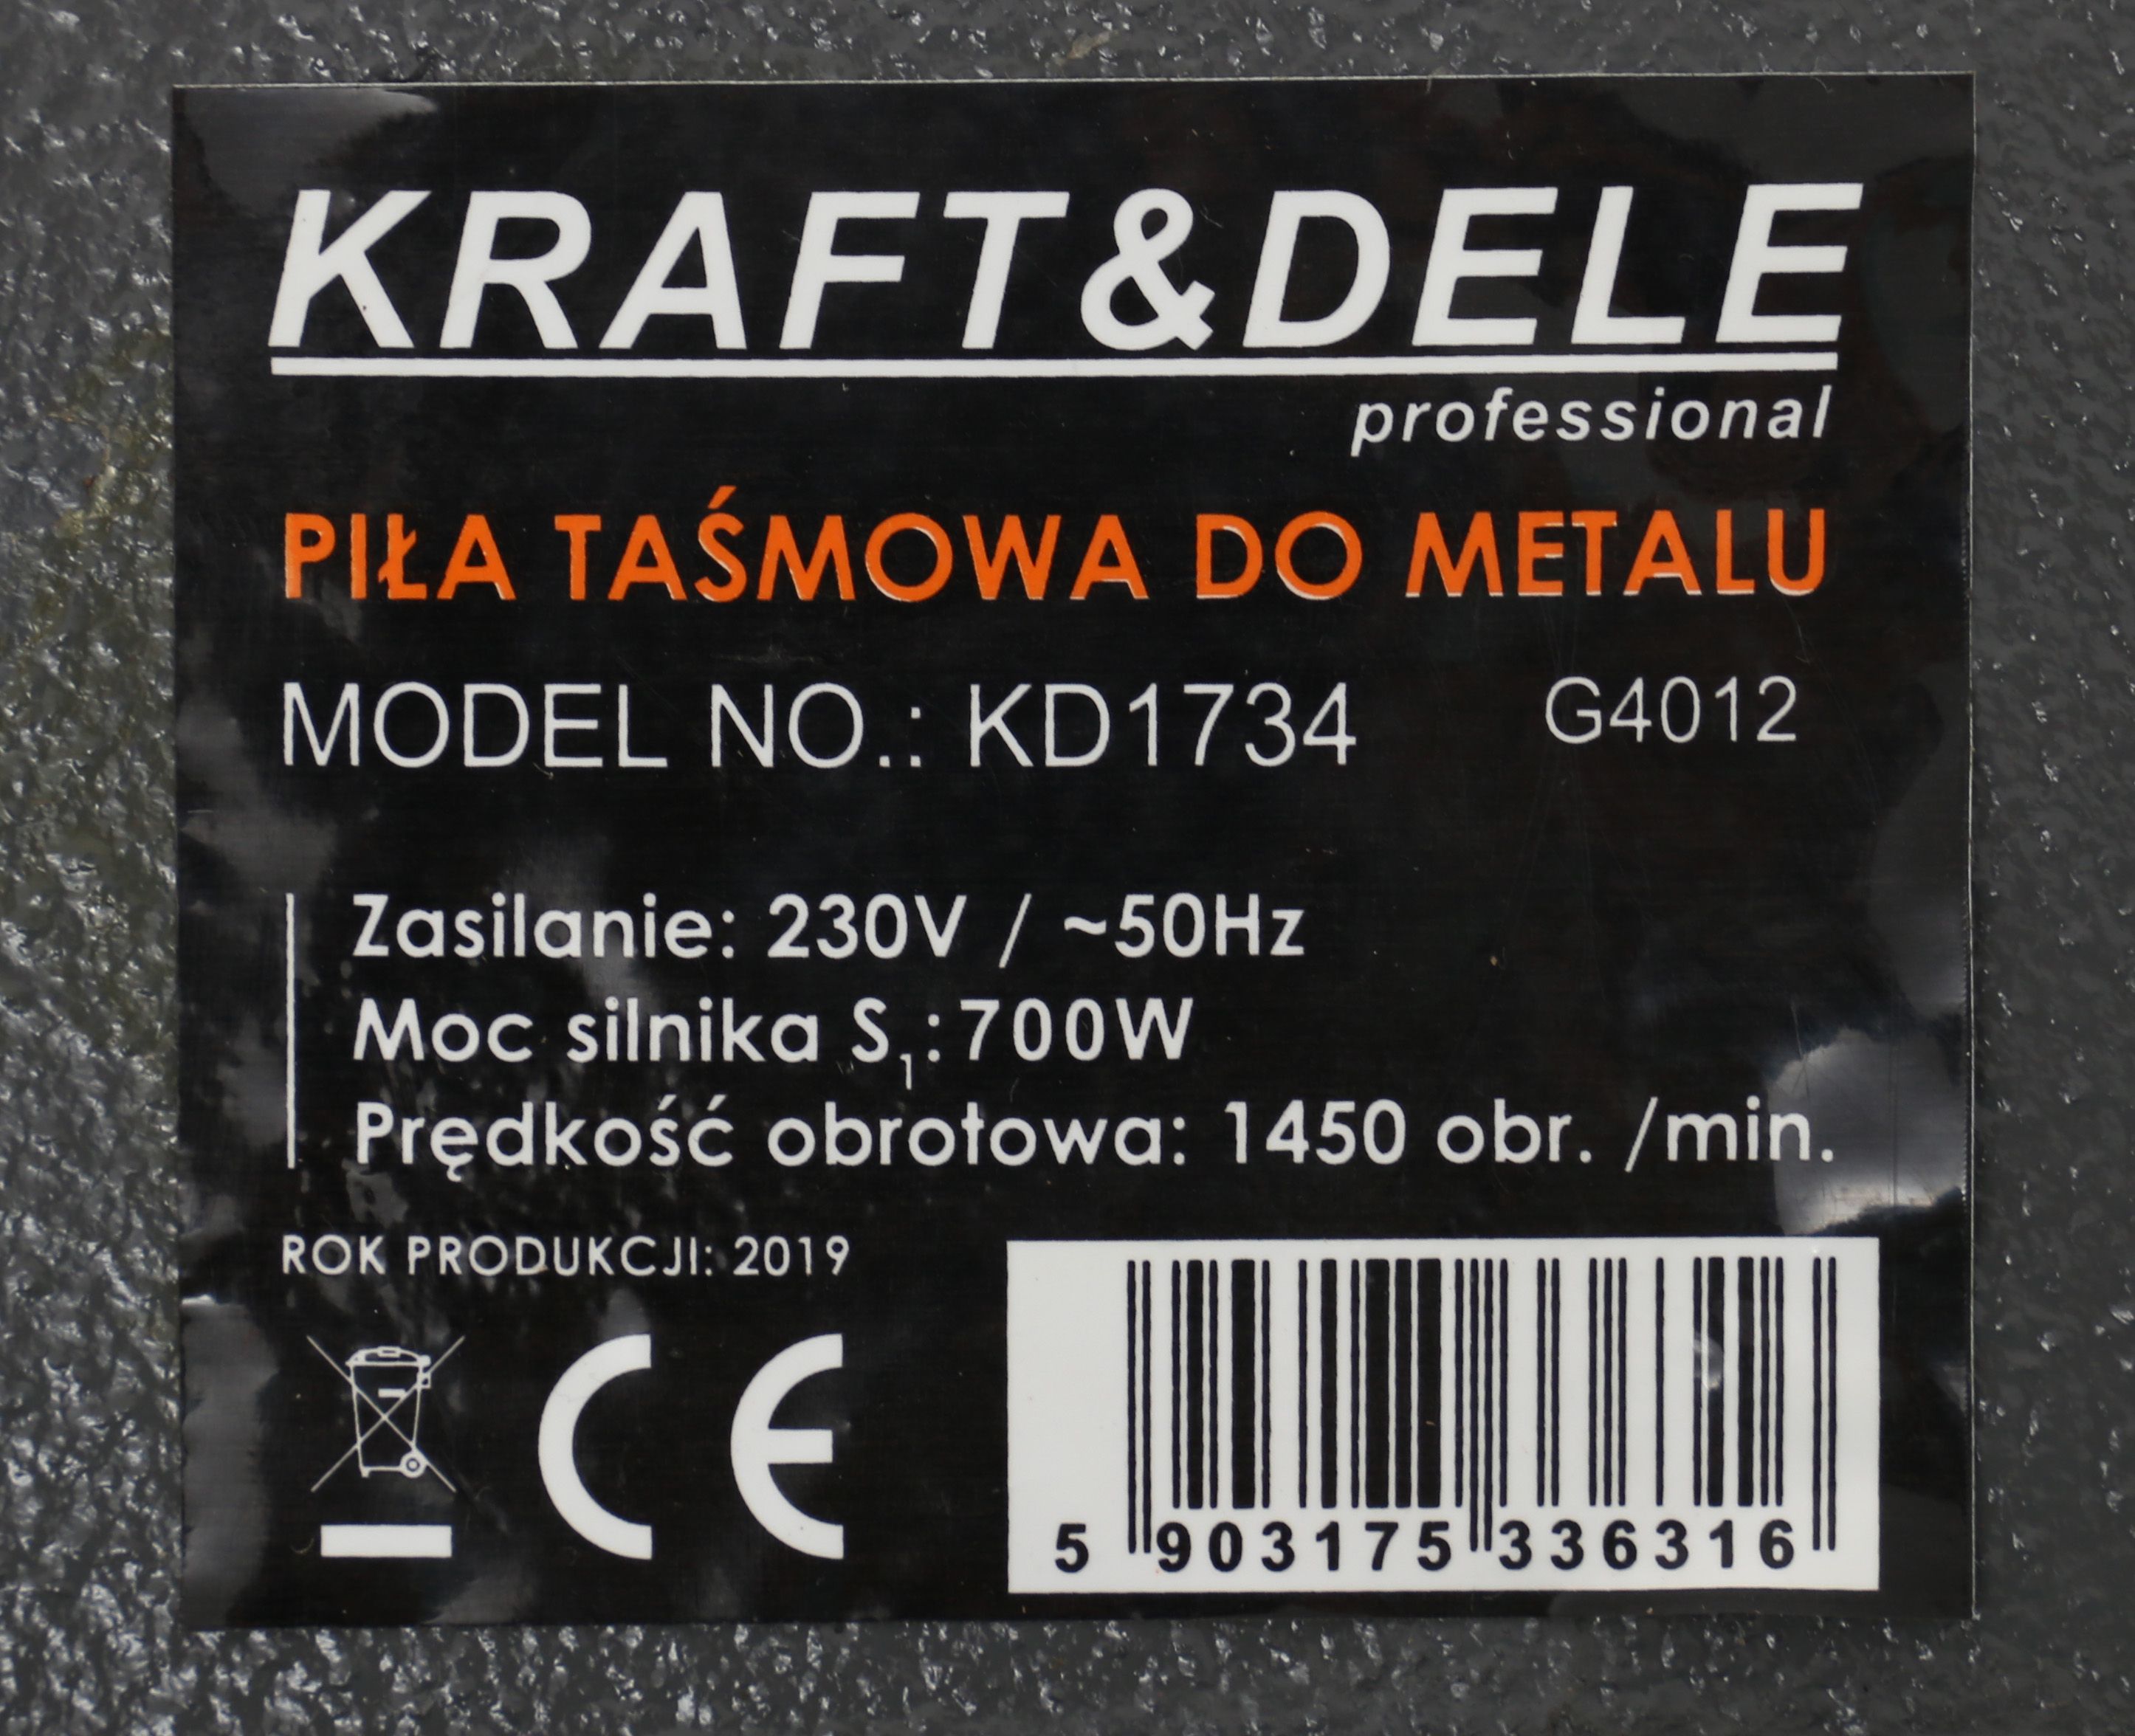 KRAFT&DELE
professional
PIŁA TAŚMOWA DO METALU
MODEL NO.: KD1734 G4012
Zasilanie: 230V / ~50Hz
Moc silnika S₁:700W
Prędkość obrotowa: 1450 obr. /min.
ROK PRODUKCJI: 2019
CE
5 903175 336316